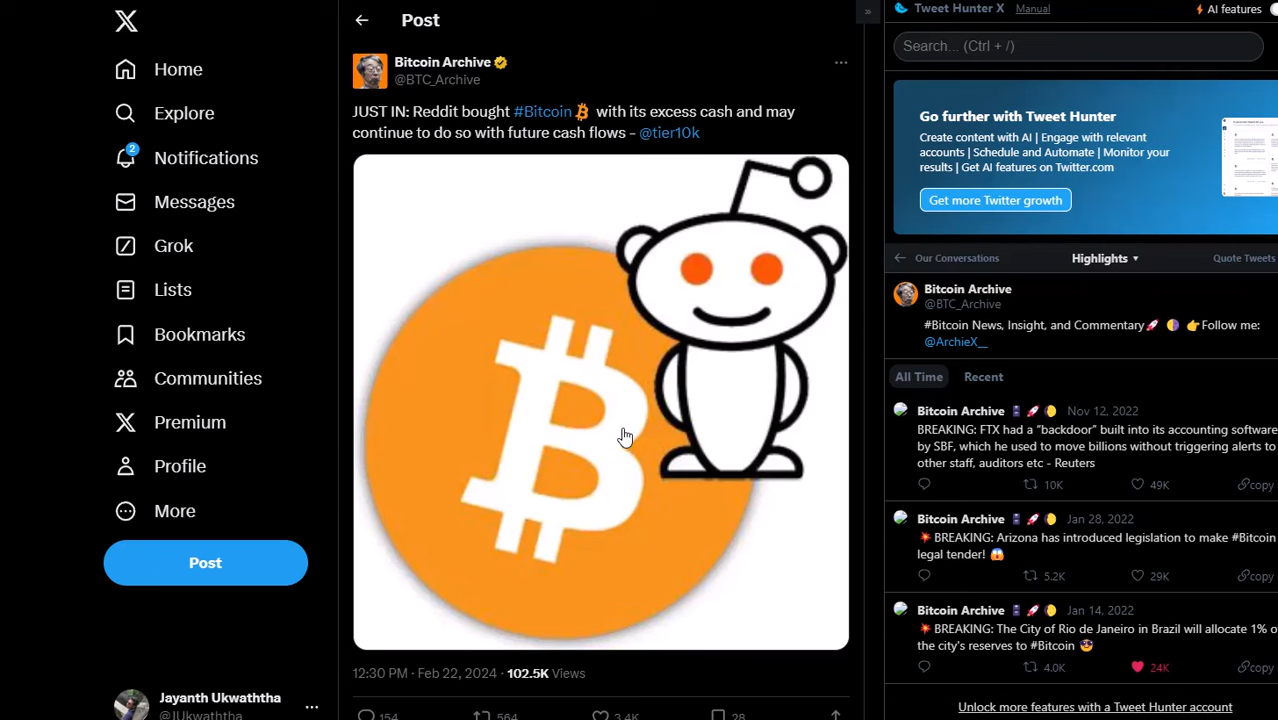 Home
Explore
2
Notifications
Messages
Grok
Lists
Bookmarks
Communities
Premium
Profile
More
Post
Jayanth Ukwaththa
@JUkwaththa
Post
Bitcoin Archive
@BTC_Archive
JUST IN: Reddit bought #Bitcoin with its excess cash and may
continue to do so with future cash flows - @tier10k
12:30 PM · Feb 22, 2024 · 102.5K Views
154 564 3.4K 28
»
Tweet Hunter X Manual
AI features
Search... (Ctrl + /)
Go further with Tweet Hunter
Create content with AI | Engage with relevant
accounts | Schedule and Automate | Monitor your
results | Get AI features on Twitter.com
Get more Twitter growth
Our Conversations Highlights Quote Tweets
Bitcoin Archive
@BTC_Archive
#Bitcoin News, Insight, and Commentary🚀 🌗 👉Follow me:
@ArchieX__
All Time Recent
Bitcoin Archive Nov 12, 2022
BREAKING: FTX had a “backdoor” built into its accounting software
by SBF, which he used to move billions without triggering alerts to
other staff, auditors etc - Reuters
10K 49K copy
Bitcoin Archive Jan 28, 2022
💥 BREAKING: Arizona has introduced legislation to make #Bitcoin
legal tender! 😱
5.2K 29K copy
Bitcoin Archive Jan 14, 2022
💥 BREAKING: The City of Rio de Janeiro in Brazil will allocate 1% o
the city's reserves to #Bitcoin
4.0K 24K copy
Unlock more features with a Tweet Hunter account